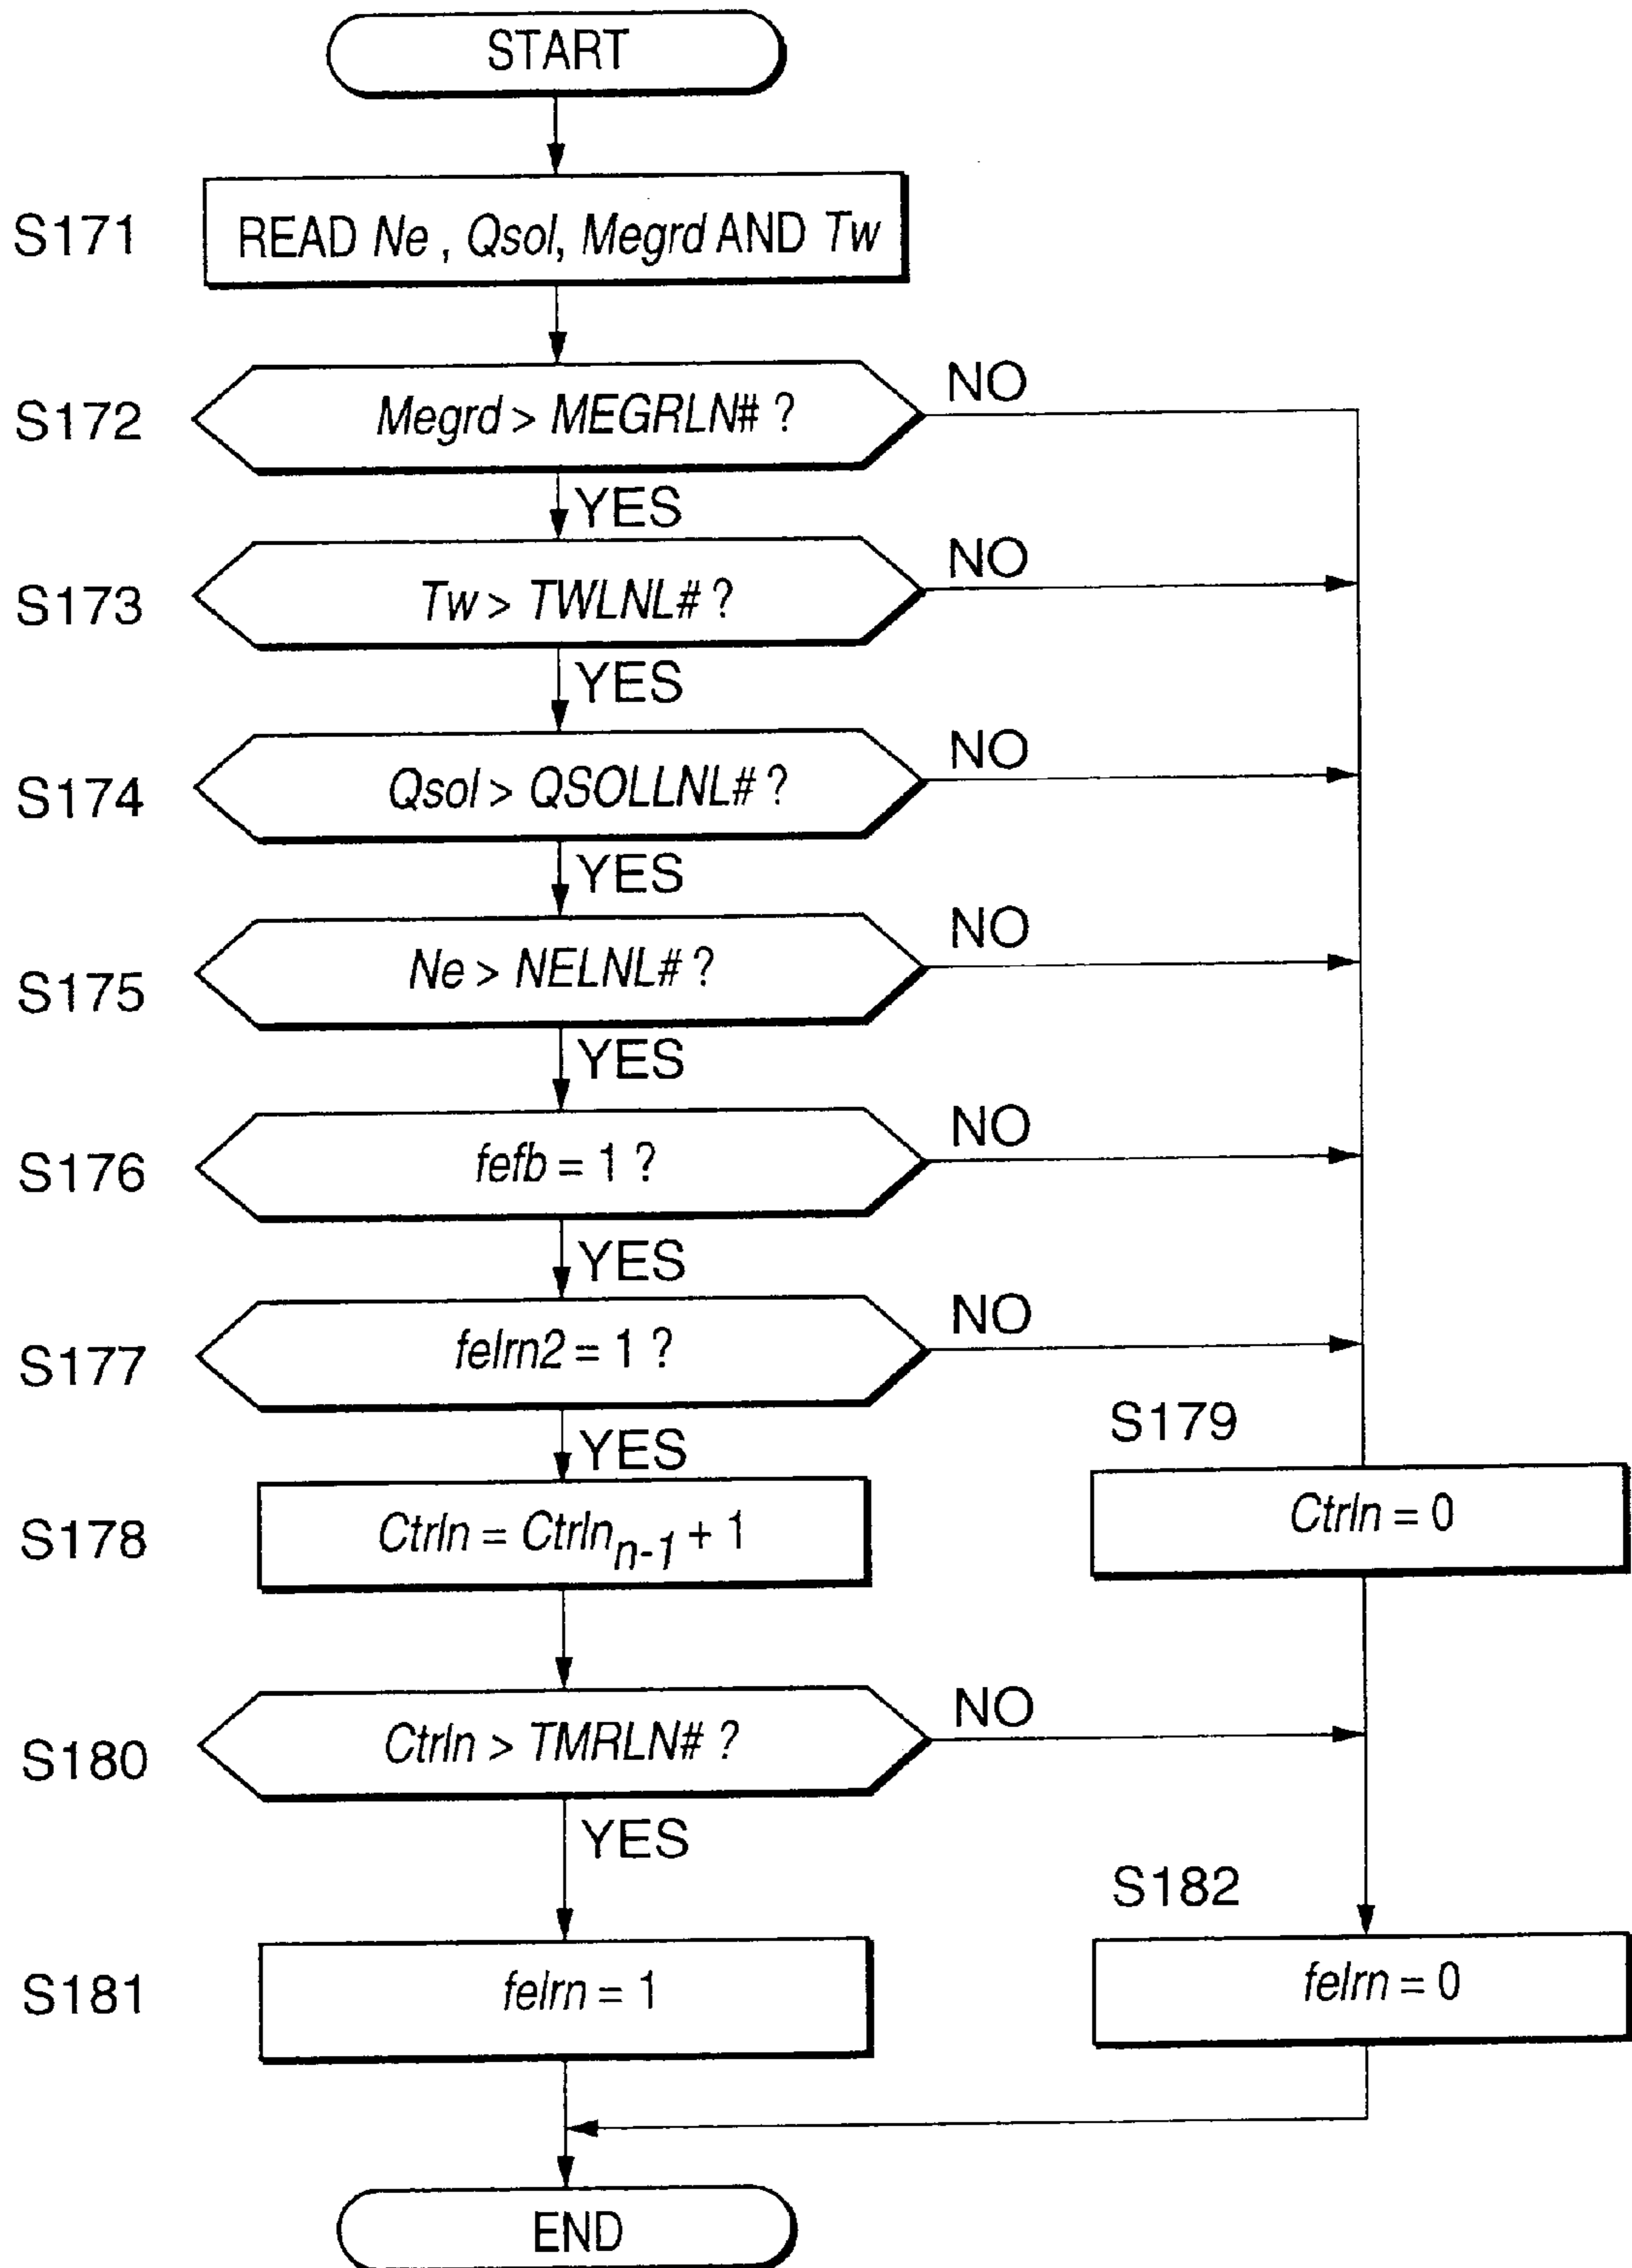 START
S171
READ Ne , Qsol, Megrd AND Tw
S172
Megrd > MEGRLN# ?
NO
YES
S173
Tw > TWLNL# ?
NO
YES
S174
Qsol > QSOLLNL# ?
NO
YES
S175
Ne > NELNL# ?
NO
YES
S176
fefb = 1 ?
NO
YES
S177
felrn2 = 1 ?
NO
YES
S178
Ctrln = Ctrln n-1 + 1
S179
Ctrln = 0
S180
Ctrln > TMRLN# ?
NO
YES
S181
felrn = 1
S182
felrn = 0
END